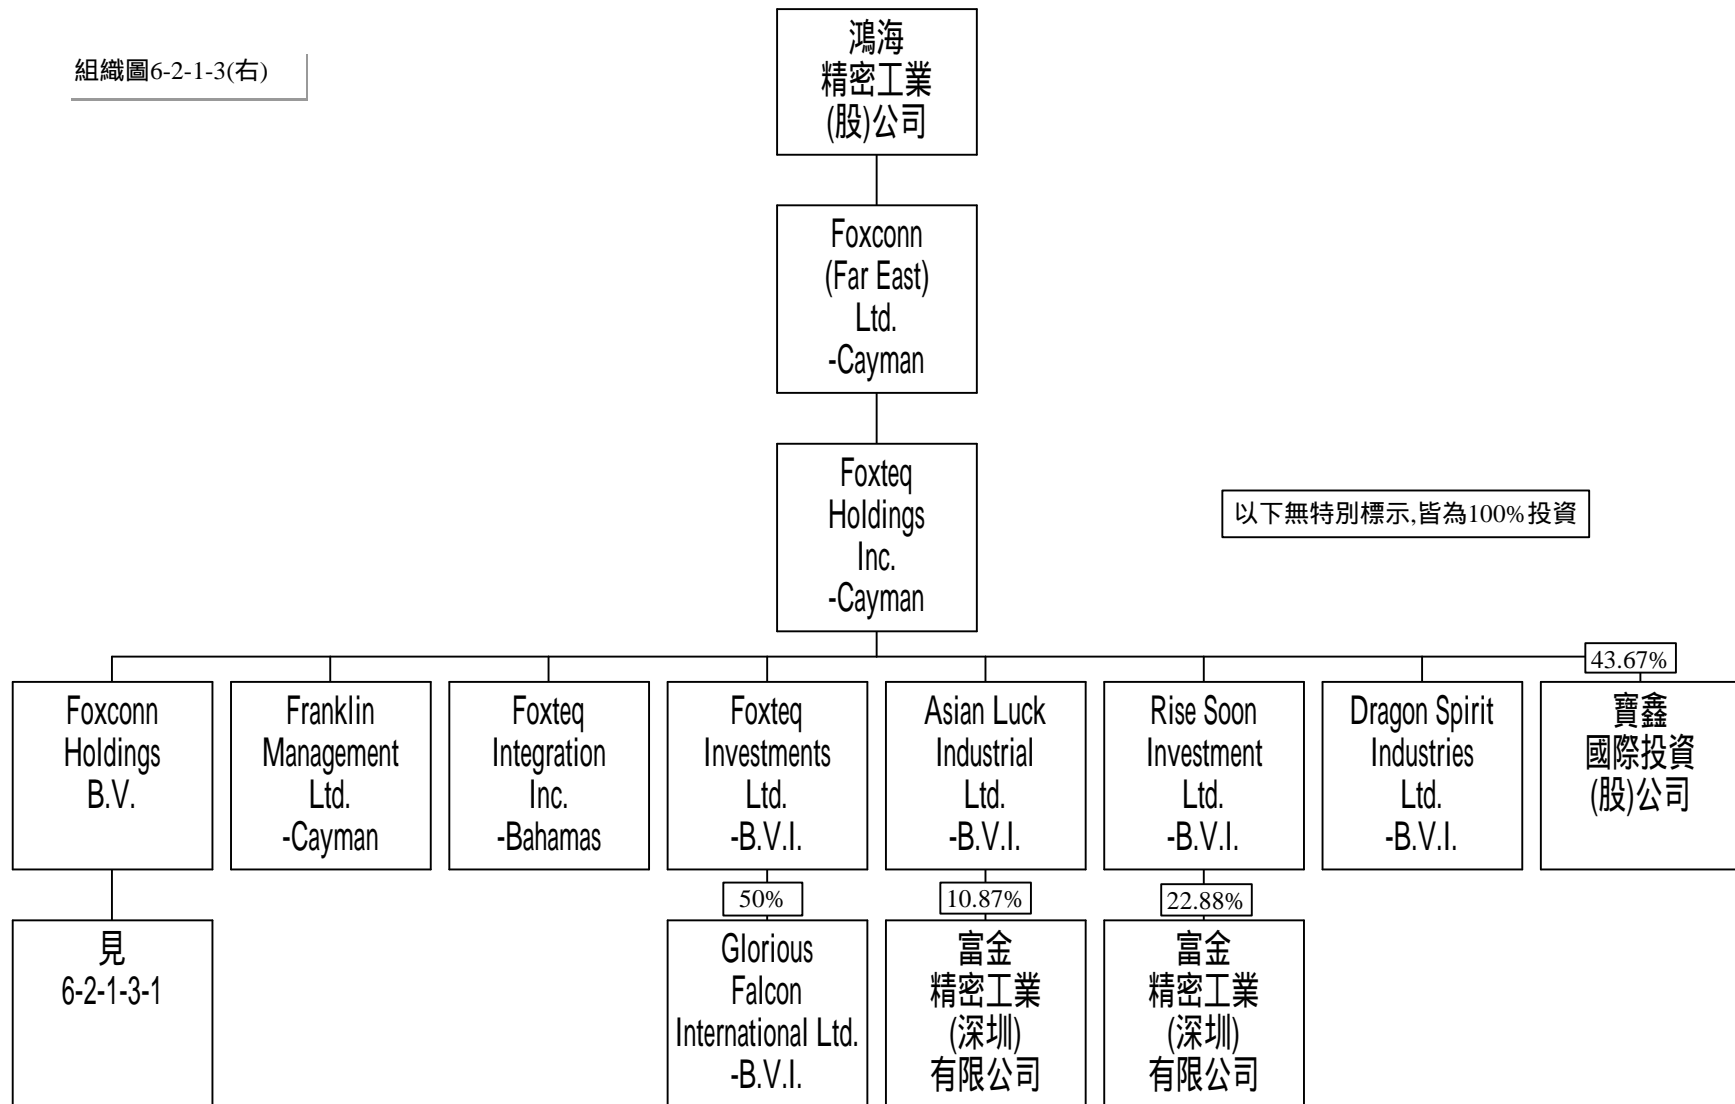 組織圖6-2-1-3(右)
鴻海
精密工業
(股)公司
Foxconn
(Far East)
Ltd.
-Cayman
Foxteq
Holdings
Inc.
-Cayman
以下無特別標示,皆為100%投資
43.67%
Foxconn
Holdings
B.V.
Franklin
Management
Ltd.
-Cayman
Foxteq
Integration
Inc.
-Bahamas
Foxteq
Investments
Ltd.
-B.V.I.
Asian Luck
Industrial
Ltd.
-B.V.I.
Rise Soon
Investment
Ltd.
-B.V.I.
Dragon Spirit
Industries
Ltd.
-B.V.I.
寶鑫
國際投資
(股)公司
50%
10.87%
22.88%
見
6-2-1-3-1
Glorious
Falcon
International Ltd.
-B.V.I.
富金
精密工業
(深圳)
有限公司
富金
精密工業
(深圳)
有限公司